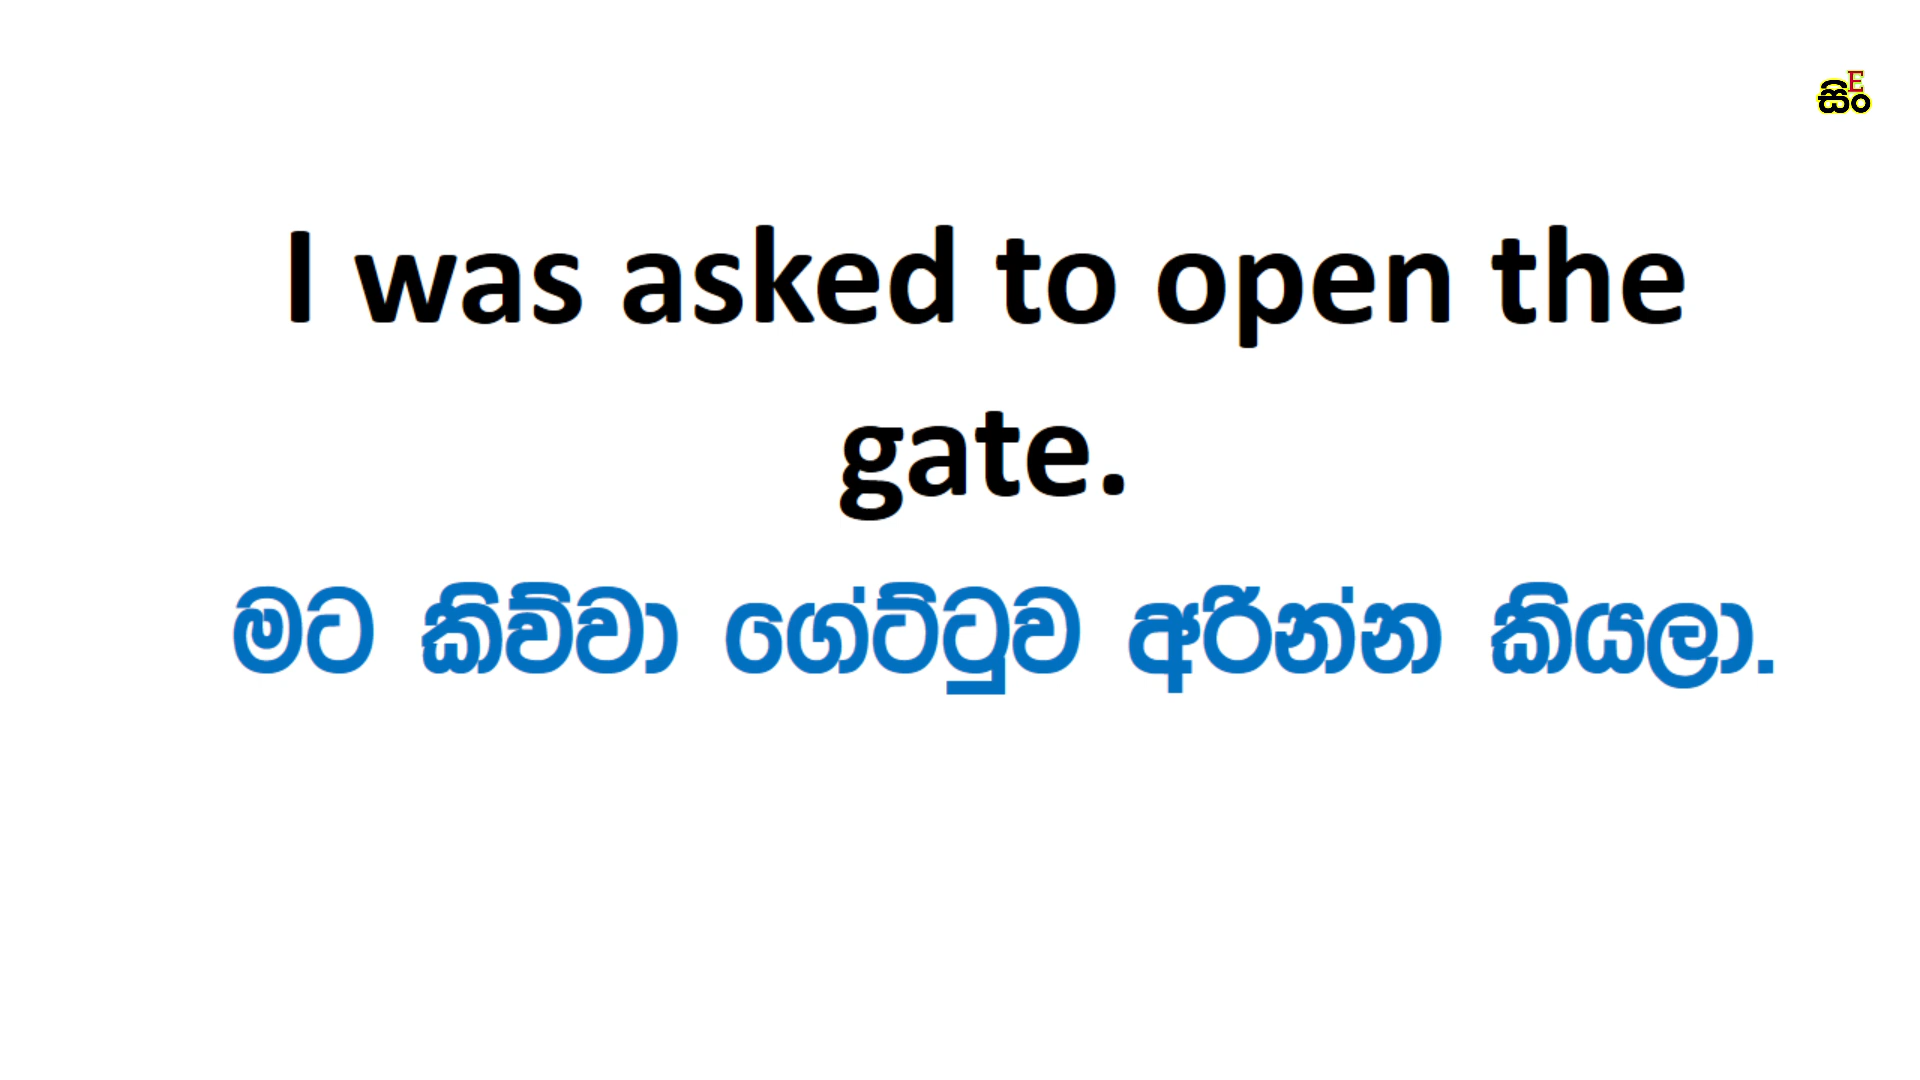 සිංE
I was asked to open the
gate.
මට කිව්වා ගේට්ටුව අරින්න කියලා.